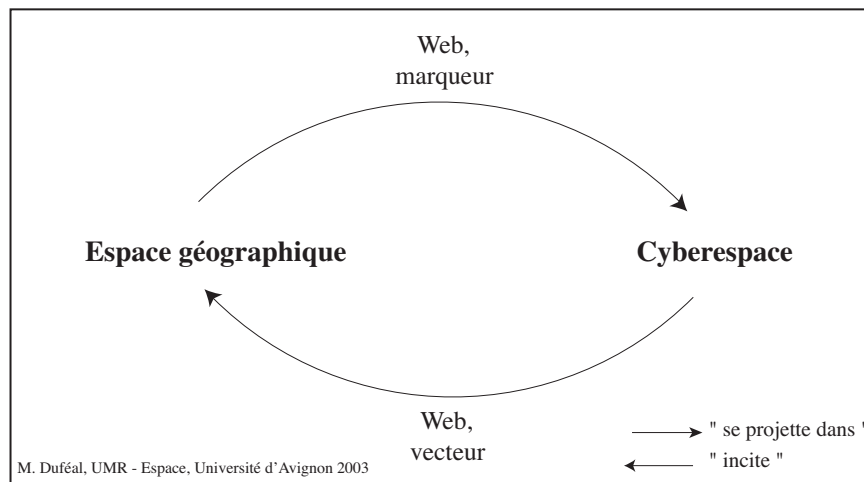 Web,
marqueur
Espace géographique
Cyberespace
Web,
vecteur
" se projette dans "
" incite "
M. Duféal, UMR - Espace, Université d’Avignon 2003